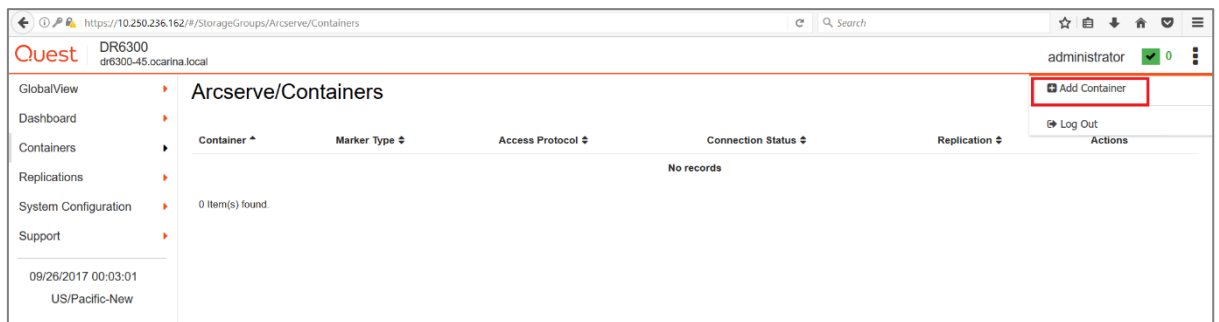 https://10.250.236.162/#/StorageGroups/Arcserve/Containers
Search
Quest
DR6300
dr6300-45.ocarina.local
administrator
0
GlobalView
Dashboard
Containers
Replications
System Configuration
Support
09/26/2017 00:03:01
US/Pacific-New
Arcserve/Containers
Add Container
Log Out
Container Marker Type Access Protocol Connection Status Replication Actions
No records
0 Item(s) found.